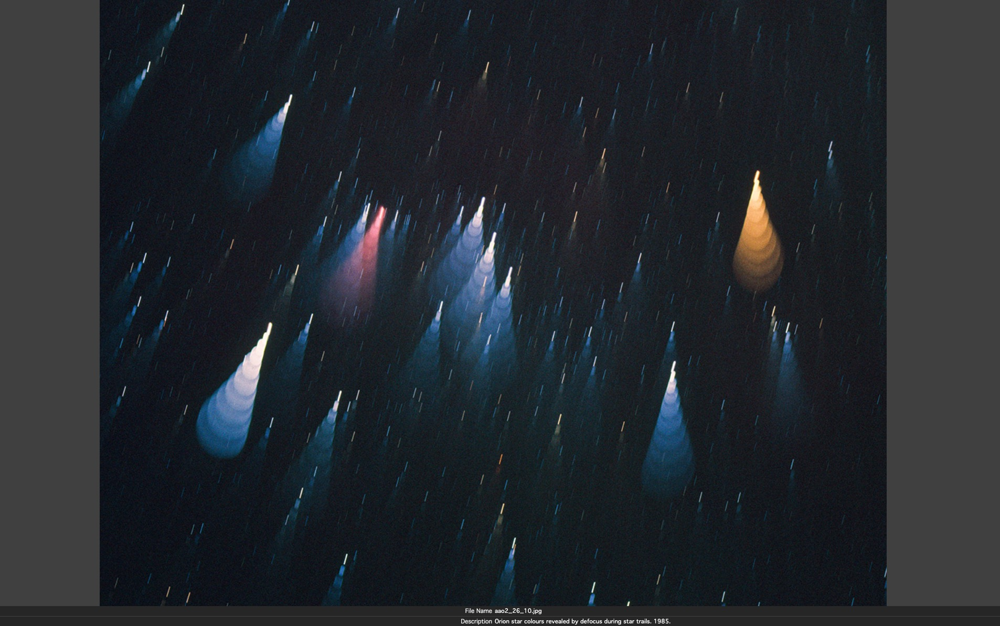 File Name aao2_26_10.jpg
Description Orion star colours revealed by defocus during star trails. 1985.